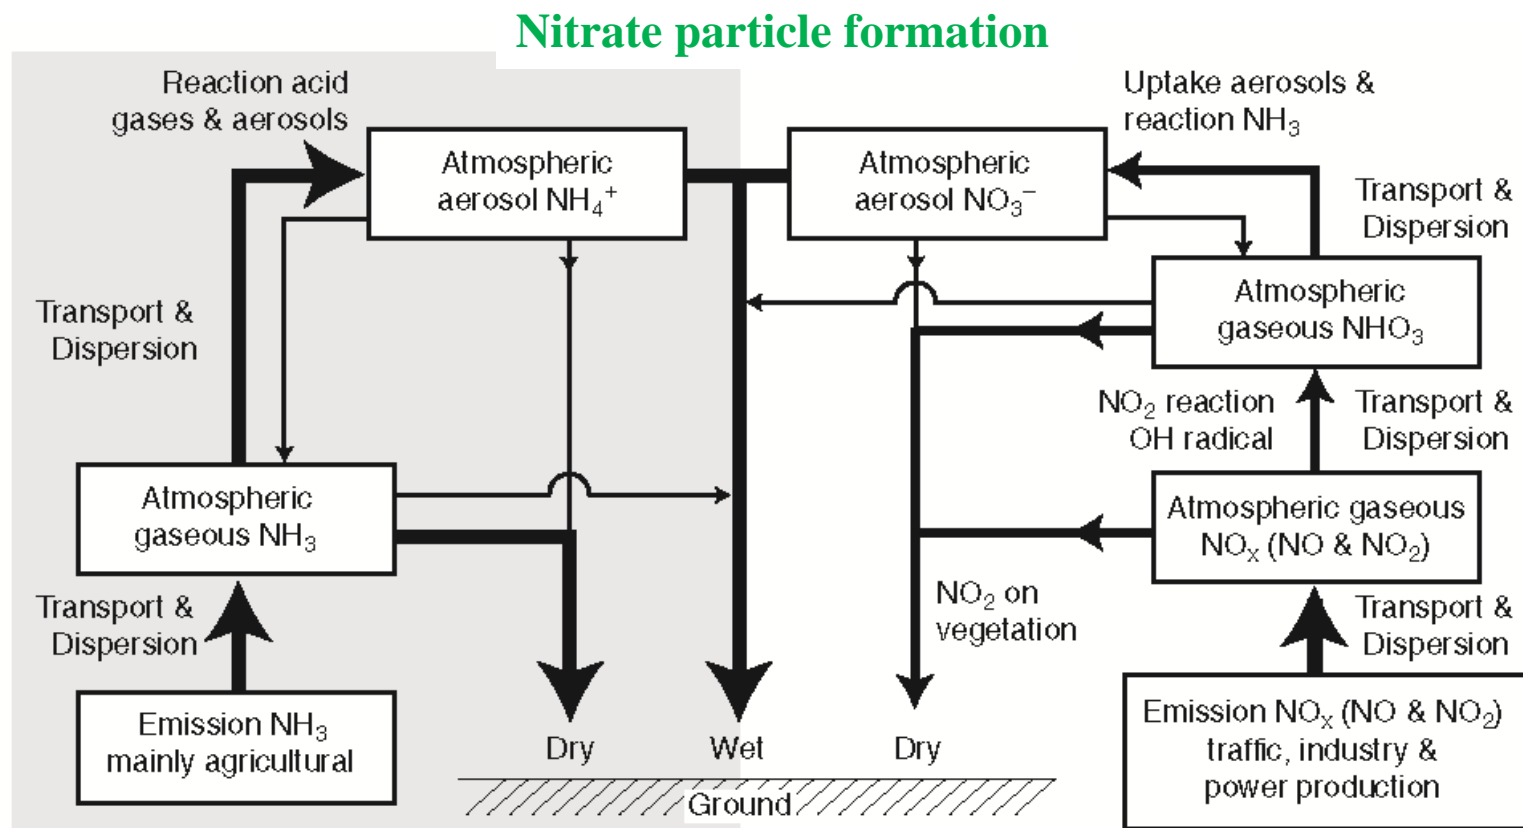 Nitrate particle formation
Reaction acid
gases & aerosols
Uptake aerosols &
reaction NH₃
Atmospheric
aerosol NH₄⁺
Atmospheric
aerosol NO₃⁻
Transport &
Dispersion
Transport &
Dispersion
Atmospheric
gaseous NHO₃
NO₂ reaction
OH radical
Transport &
Dispersion
Atmospheric
gaseous NH₃
Atmospheric gaseous
NOₓ (NO & NO₂)
Transport &
Dispersion
NO₂ on
vegetation
Transport &
Dispersion
Emission NH₃
mainly agricultural
Emission NOₓ (NO & NO₂)
traffic, industry &
power production
Dry
Wet
Dry
Ground